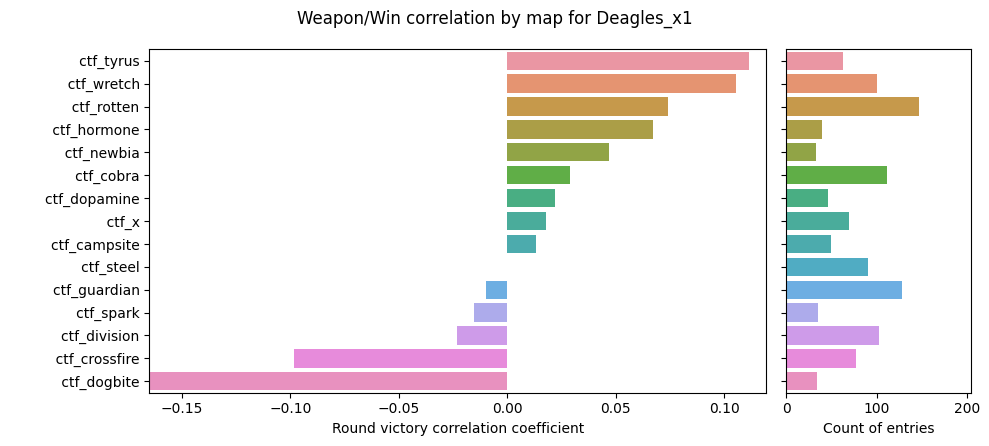 Weapon/Win correlation by map for Deagles_x1
ctf_tyrus
ctf_wretch
ctf_rotten
ctf_hormone
ctf_newbia
ctf_cobra
ctf_dopamine
ctf_x
ctf_campsite
ctf_steel
ctf_guardian
ctf_spark
ctf_division
ctf_crossfire
ctf_dogbite
−0.15 −0.10 −0.05 0.00 0.05 0.10
Round victory correlation coefficient
0 100 200
Count of entries